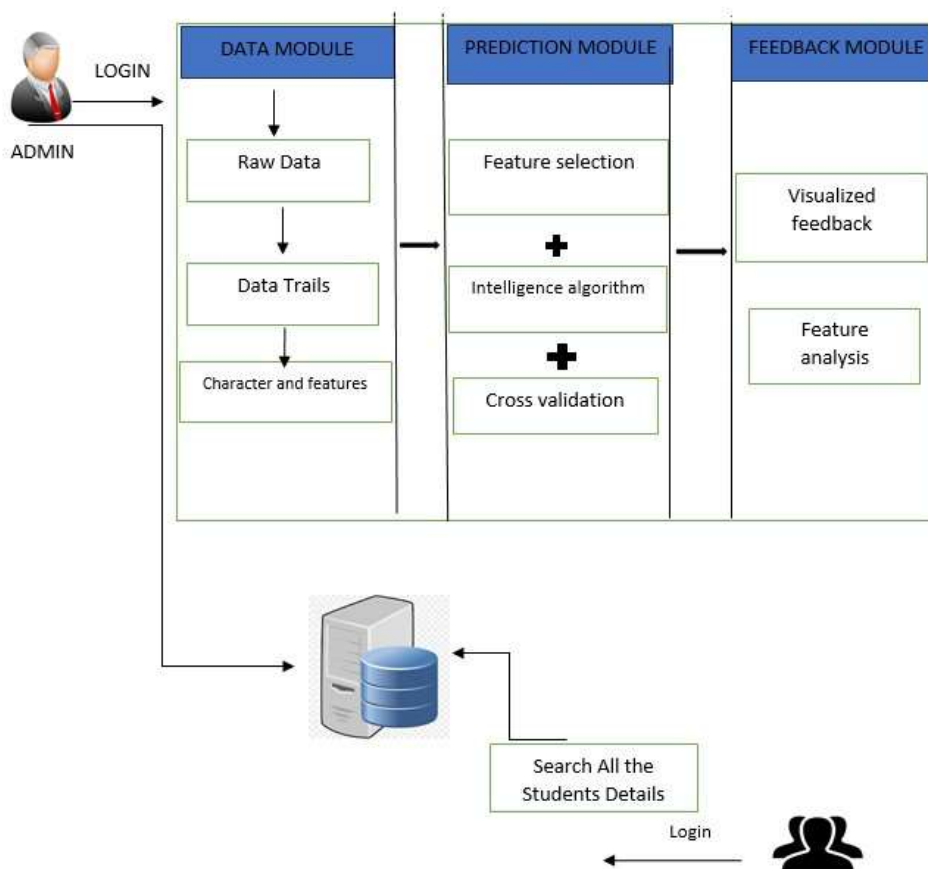 DATA MODULE
PREDICTION MODULE
FEEDBACK MODULE
LOGIN
ADMIN
Raw Data
Data Trails
Character and features
Feature selection
Intelligence algorithm
Cross validation
Visualized
feedback
Feature
analysis
Search All the
Students Details
Login